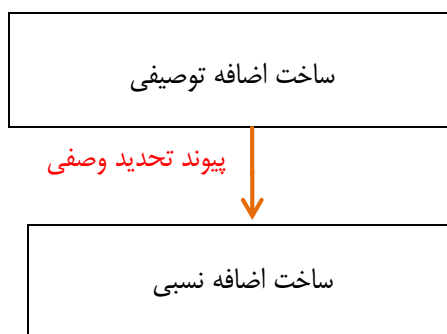 ساخت اضافه توصیفی
پیوند تحدید وصفی
ساخت اضافه نسبی